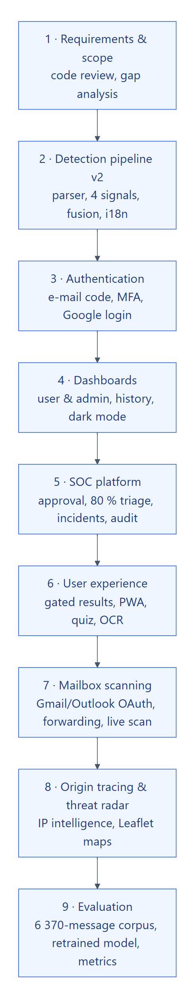 1 · Requirements &
scope
code review, gap
analysis
2 · Detection pipeline
v2
parser, 4 signals,
fusion, i18n
3 · Authentication
e-mail code, MFA,
Google login
4 · Dashboards
user & admin, history,
dark mode
5 · SOC platform
approval, 80 % triage,
incidents, audit
6 · User experience
gated results, PWA,
quiz, OCR
7 · Mailbox scanning
Gmail/Outlook OAuth,
forwarding, live scan
8 · Origin tracing &
threat radar
IP intelligence, Leaflet
maps
9 · Evaluation
6 370-message corpus,
retrained model,
metrics